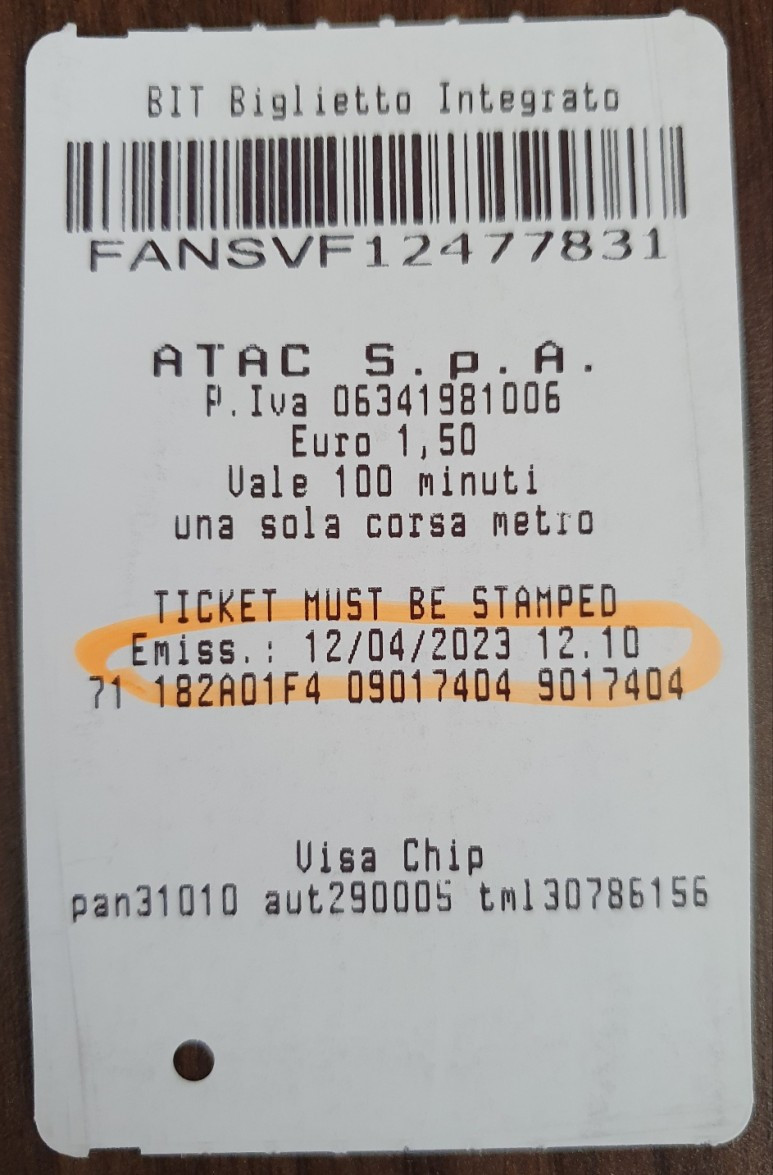 BIT Biglietto Integrato
FANSVF12477831
ATAC S.p.A.
P.Iva 06341981006
Euro 1,50
Vale 100 minuti
una sola corsa metro
TICKET MUST BE STAMPED
Emiss.: 12/04/2023 12.10
71 182A01F4 09017404 9017404
Visa Chip
pan31010 aut290005 tml30786156